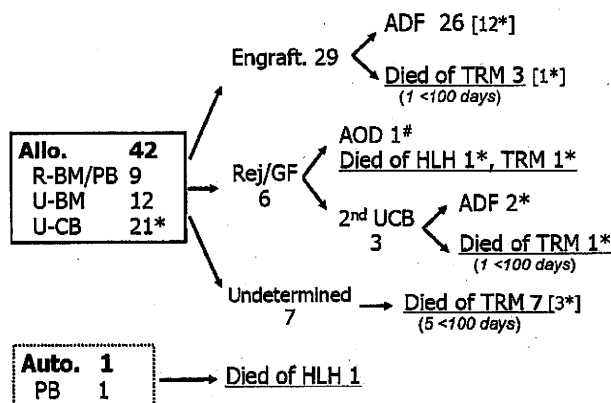 Engraft. 29
ADF 26 [12*]
Died of TRM 3 [1*]
(1 <100 days)
Allo. 42
R-BM/PB 9
U-BM 12
U-CB 21*
Rej/GF
6
AOD 1#
Died of HLH 1*, TRM 1*
2nd UCB
3
ADF 2*
Died of TRM 1*
(1 <100 days)
Undetermined
7
Died of TRM 7 [3*]
(5 <100 days)
Auto. 1
PB 1
Died of HLH 1